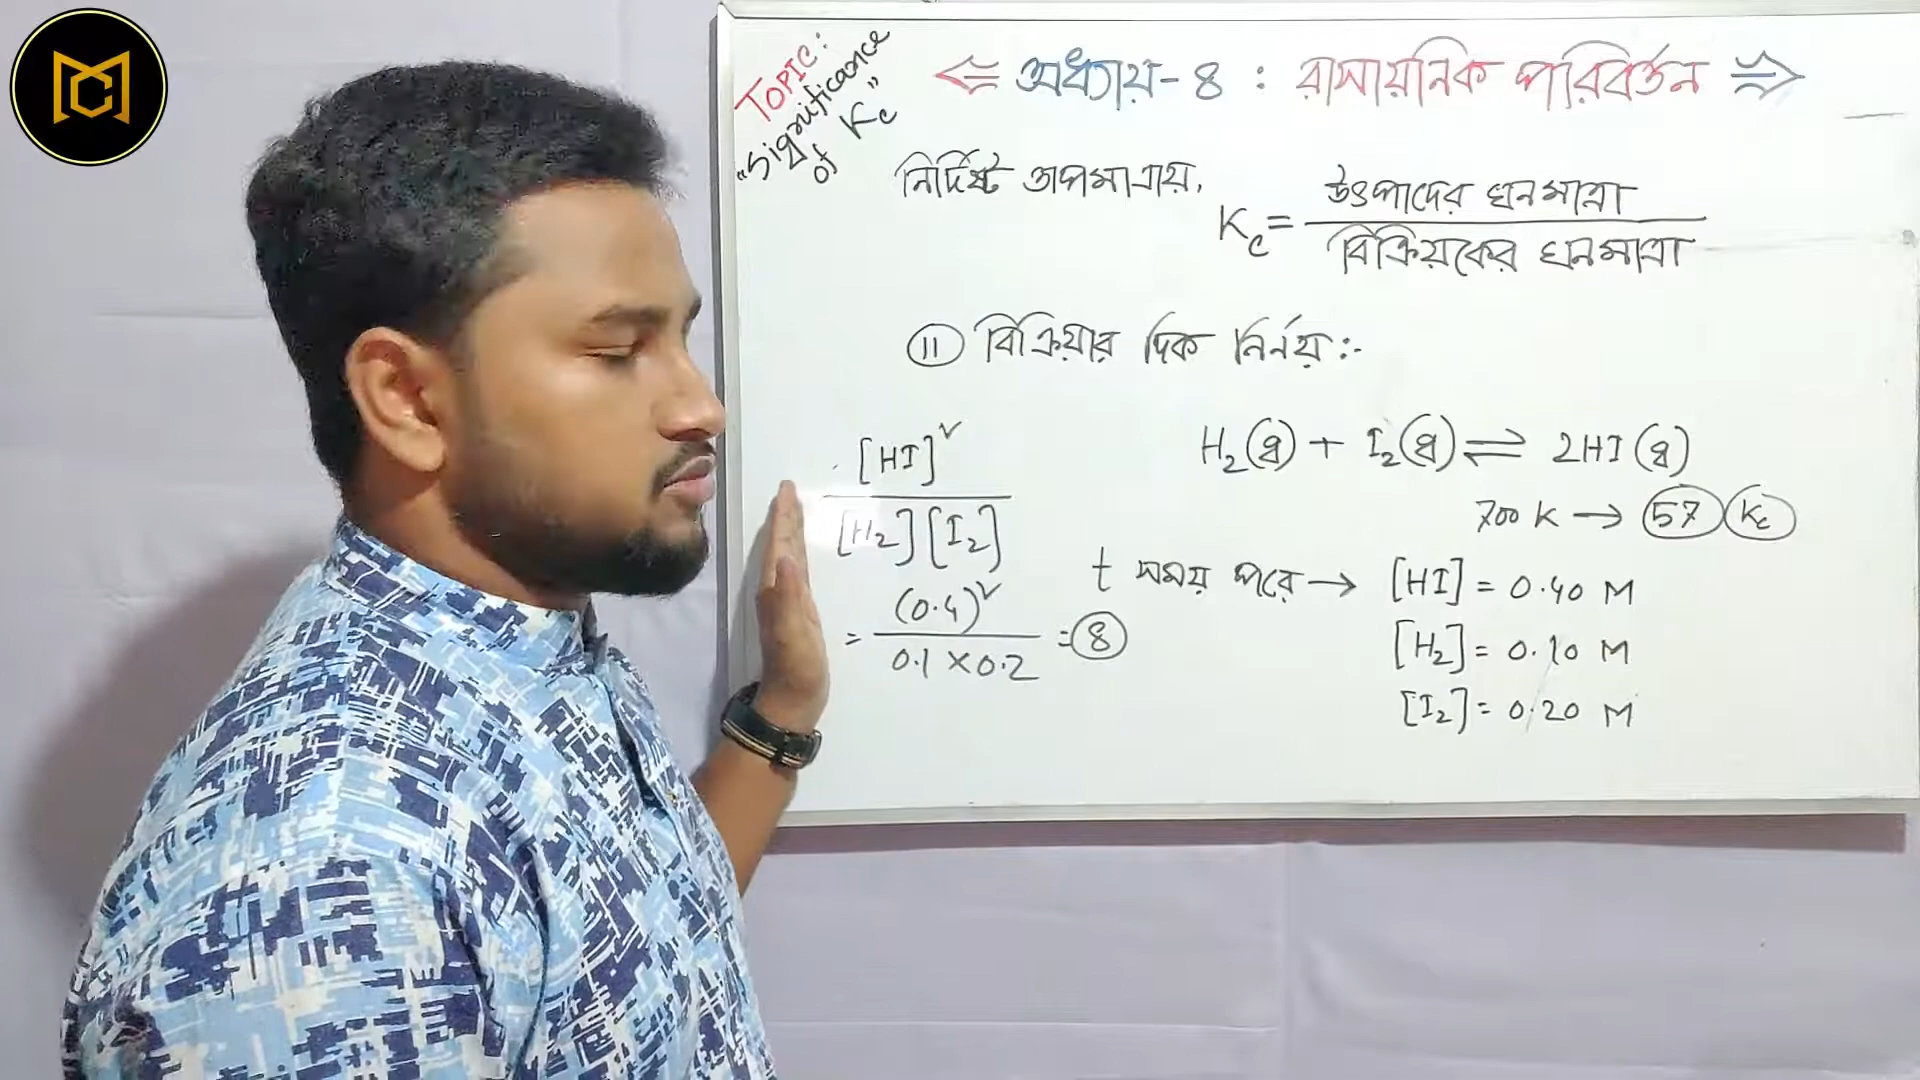 TOPIC:
"Significance
of Kc"
⇐ অধ্যায়-৪ : রাসায়নিক পরিবর্তন ⇒
নির্দিষ্ট তাপমাত্রায়,
Kc = উৎপাদের ঘনমাত্রা
বিক্রিয়কের ঘনমাত্রা
(ii) বিক্রিয়ার দিক নির্নয় :-
H₂(g) + I₂(g) ⇌ 2HI(g)
700 K → 57 Kc
t সময় পরে → [HI] = 0.40 M
[H₂] = 0.10 M
[I₂] = 0.20 M
[HI]²
[H₂][I₂]
= (0.4)²
0.1 × 0.2
= 8